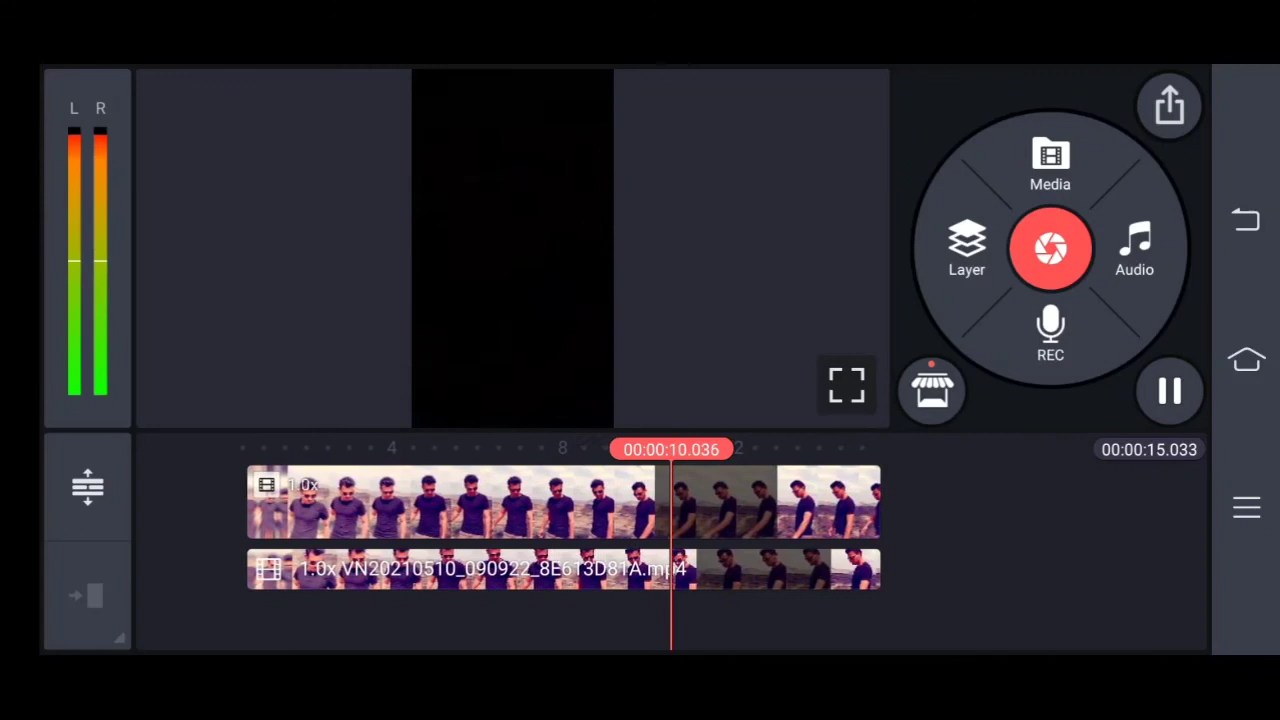 L R
Media
Layer
Audio
REC
4
8
00:00:10.036
2
00:00:15.033
1.0x
1.0x VN20210510_090922_8E613D81A.mp4